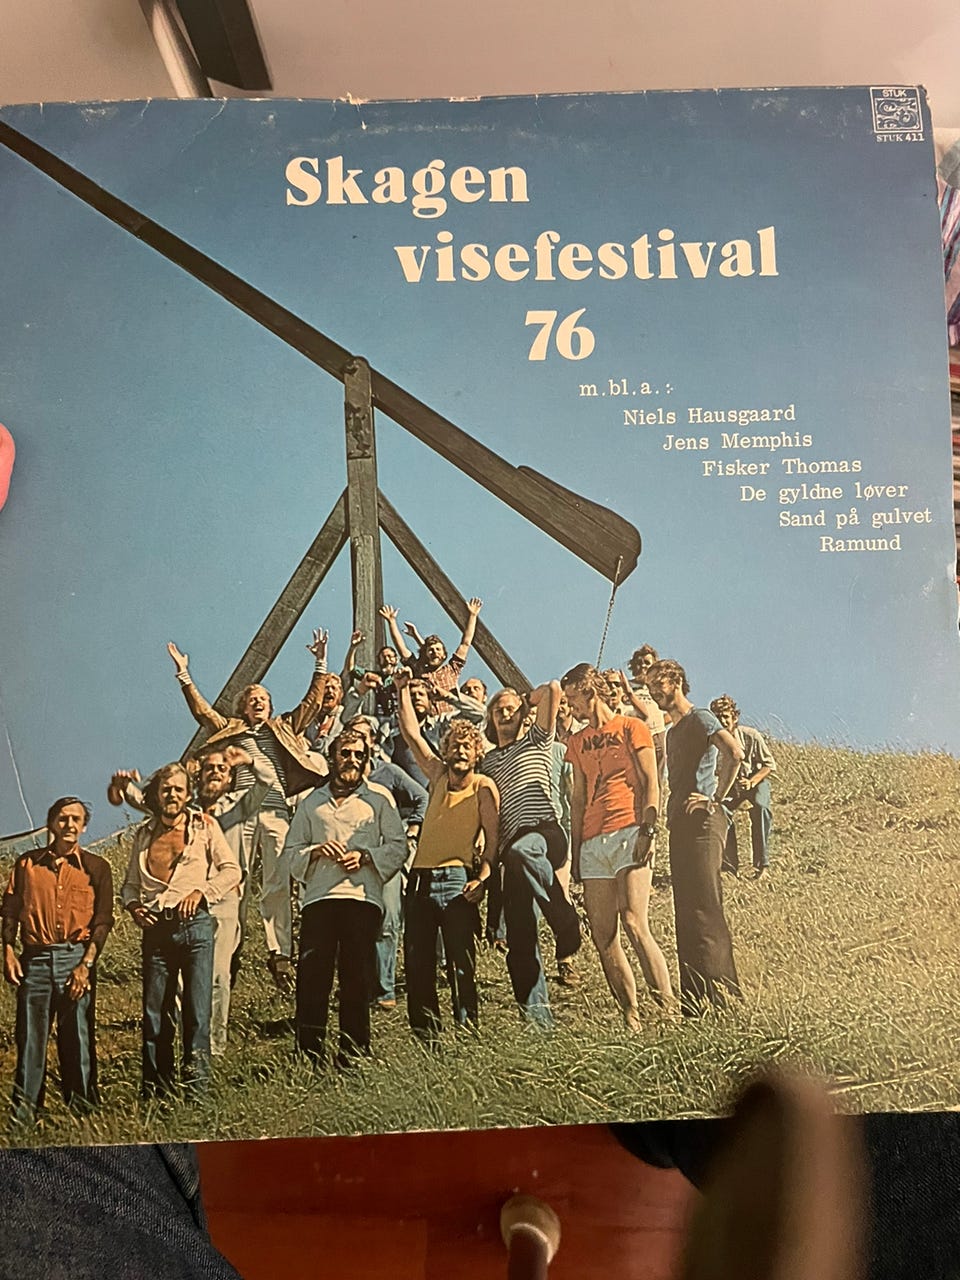 STUK
STUK 411
Skagen
visefestival
76
m.bl.a.:
Niels Hausgaard
Jens Memphis
Fisker Thomas
De gyldne løver
Sand på gulvet
Ramund